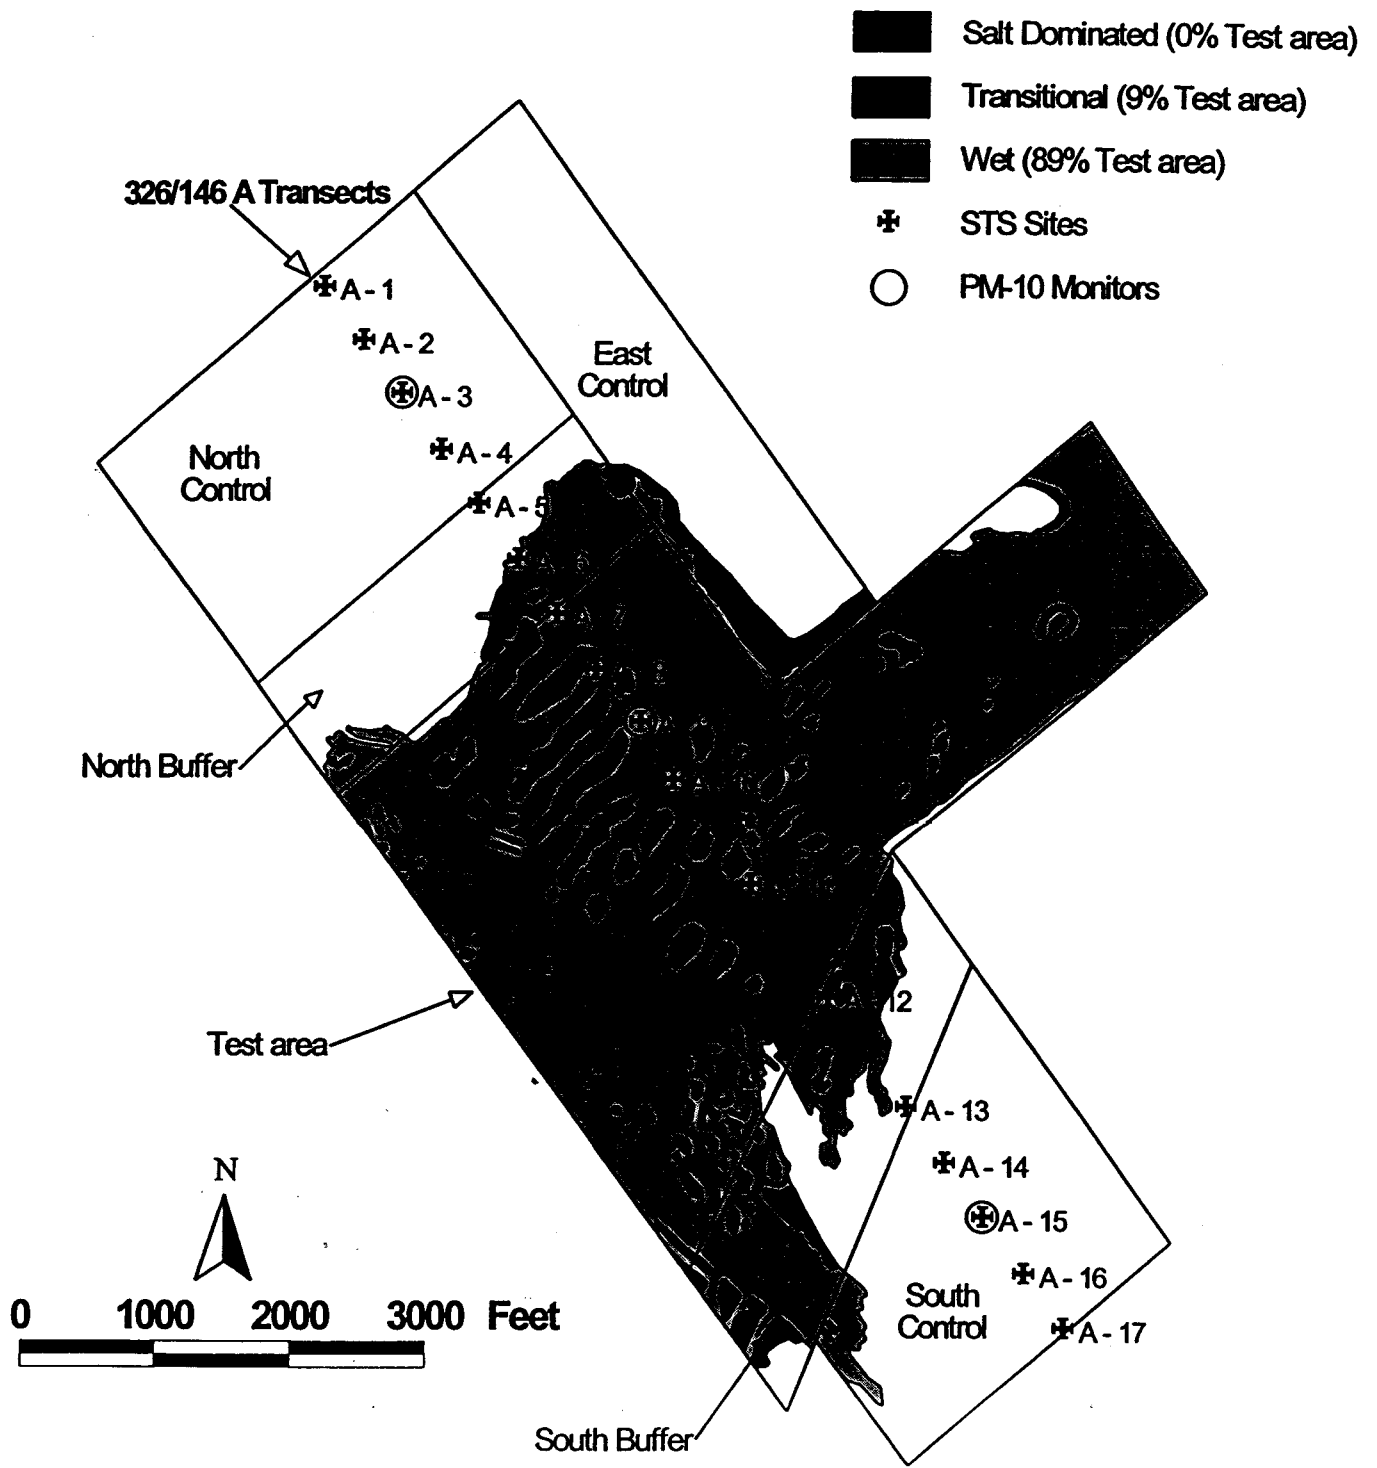 Salt Dominated (0% Test area)
Transitional (9% Test area)
Wet (89% Test area)
STS Sites
PM-10 Monitors
326/146 A Transects
A - 1
A - 2
A - 3
A - 4
A - 5
East
Control
North
Control
North Buffer
Test area
12
A - 13
A - 14
A - 15
A - 16
A - 17
South
Control
South Buffer
N
0 1000 2000 3000 Feet